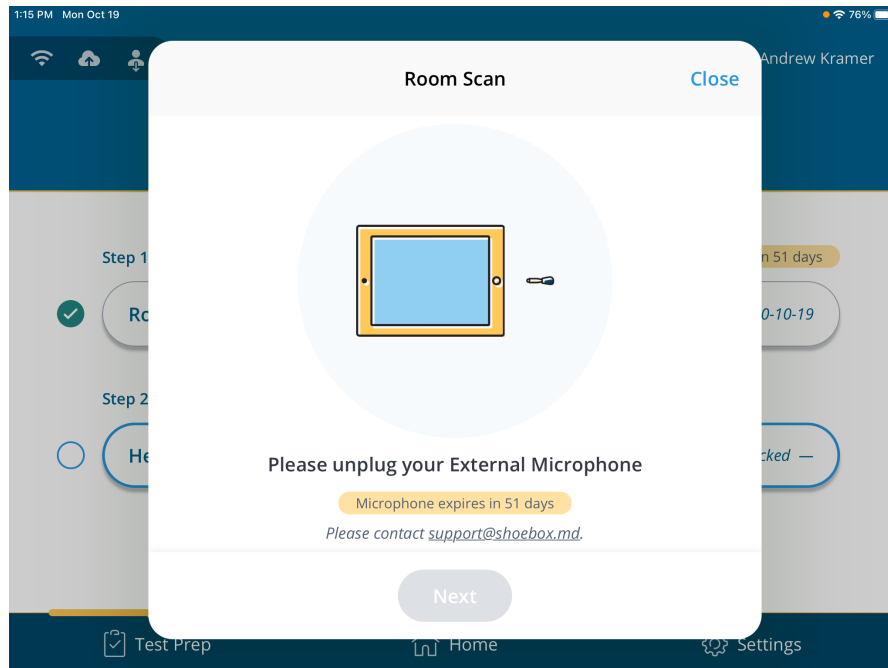 1:15 PM Mon Oct 19
76%
Andrew Kramer
Room Scan
Close
Step 1
n 51 days
Ro
0-10-19
Step 2
He
cked —
Please unplug your External Microphone
Microphone expires in 51 days
Please contact support@shoebox.md.
Next
Test Prep
Home
Settings